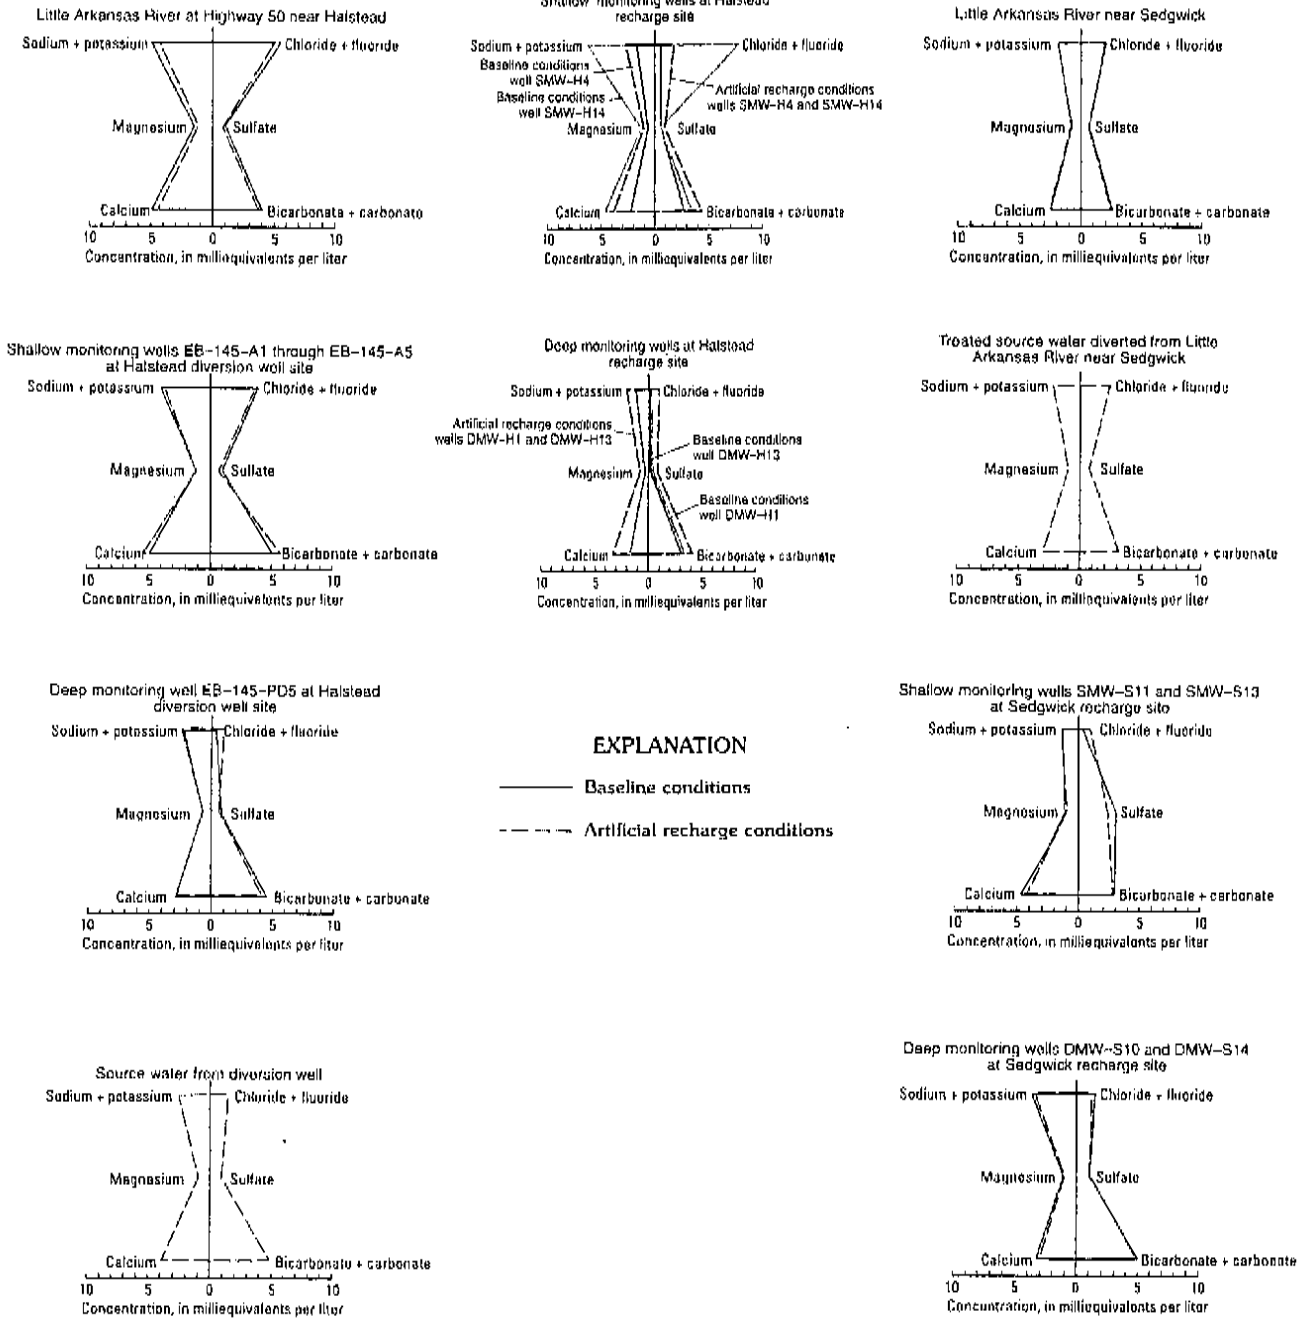 Little Arkansas River at Highway 50 near Halstead
Sodium + potassium
Chloride + fluoride
Magnesium
Sulfate
Calcium
Bicarbonate + carbonate
10 5 0 5 10
Concentration, in milliequivalents per liter
Shallow monitoring wells at Halstead
recharge site
Sodium + potassium
Chloride + fluoride
Baseline conditions
well SMW-H4
Baseline conditions
well SMW-H14
Artificial recharge conditions
wells SMW-H4 and SMW-H14
Magnesium
Sulfate
Calcium
Bicarbonate + carbonate
10 5 0 5 10
Concentration, in milliequivalents per liter
Little Arkansas River near Sedgwick
Sodium + potassium
Chloride + fluoride
Magnesium
Sulfate
Calcium
Bicarbonate + carbonate
10 5 0 5 10
Concentration, in milliequivalents per liter
Shallow monitoring wells EB-145-A1 through EB-145-A5
at Halstead diversion well site
Sodium + potassium
Chloride + fluoride
Magnesium
Sulfate
Calcium
Bicarbonate + carbonate
10 5 0 5 10
Concentration, in milliequivalents per liter
Deep monitoring wells at Halstead
recharge site
Sodium + potassium
Chloride + fluoride
Artificial recharge conditions
wells DMW-H1 and DMW-H13
Baseline conditions
well DMW-H13
Magnesium
Sulfate
Baseline conditions
well DMW-H1
Calcium
Bicarbonate + carbonate
10 5 0 5 10
Concentration, in milliequivalents per liter
Treated source water diverted from Little
Arkansas River near Sedgwick
Sodium + potassium
Chloride + fluoride
Magnesium
Sulfate
Calcium
Bicarbonate + carbonate
10 5 0 5 10
Concentration, in milliequivalents per liter
Deep monitoring well EB-145-PD5 at Halstead
diversion well site
Sodium + potassium
Chloride + fluoride
Magnesium
Sulfate
Calcium
Bicarbonate + carbonate
10 5 0 5 10
Concentration, in milliequivalents per liter
EXPLANATION
Baseline conditions
Artificial recharge conditions
Shallow monitoring wells SMW-S11 and SMW-S13
at Sedgwick recharge site
Sodium + potassium
Chloride + fluoride
Magnesium
Sulfate
Calcium
Bicarbonate + carbonate
10 5 0 5 10
Concentration, in milliequivalents per liter
Source water from diversion well
Sodium + potassium
Chloride + fluoride
Magnesium
Sulfate
Calcium
Bicarbonate + carbonate
10 5 0 5 10
Concentration, in milliequivalents per liter
Deep monitoring wells DMW-S10 and DMW-S14
at Sedgwick recharge site
Sodium + potassium
Chloride + fluoride
Magnesium
Sulfate
Calcium
Bicarbonate + carbonate
10 5 0 5 10
Concentration, in milliequivalents per liter